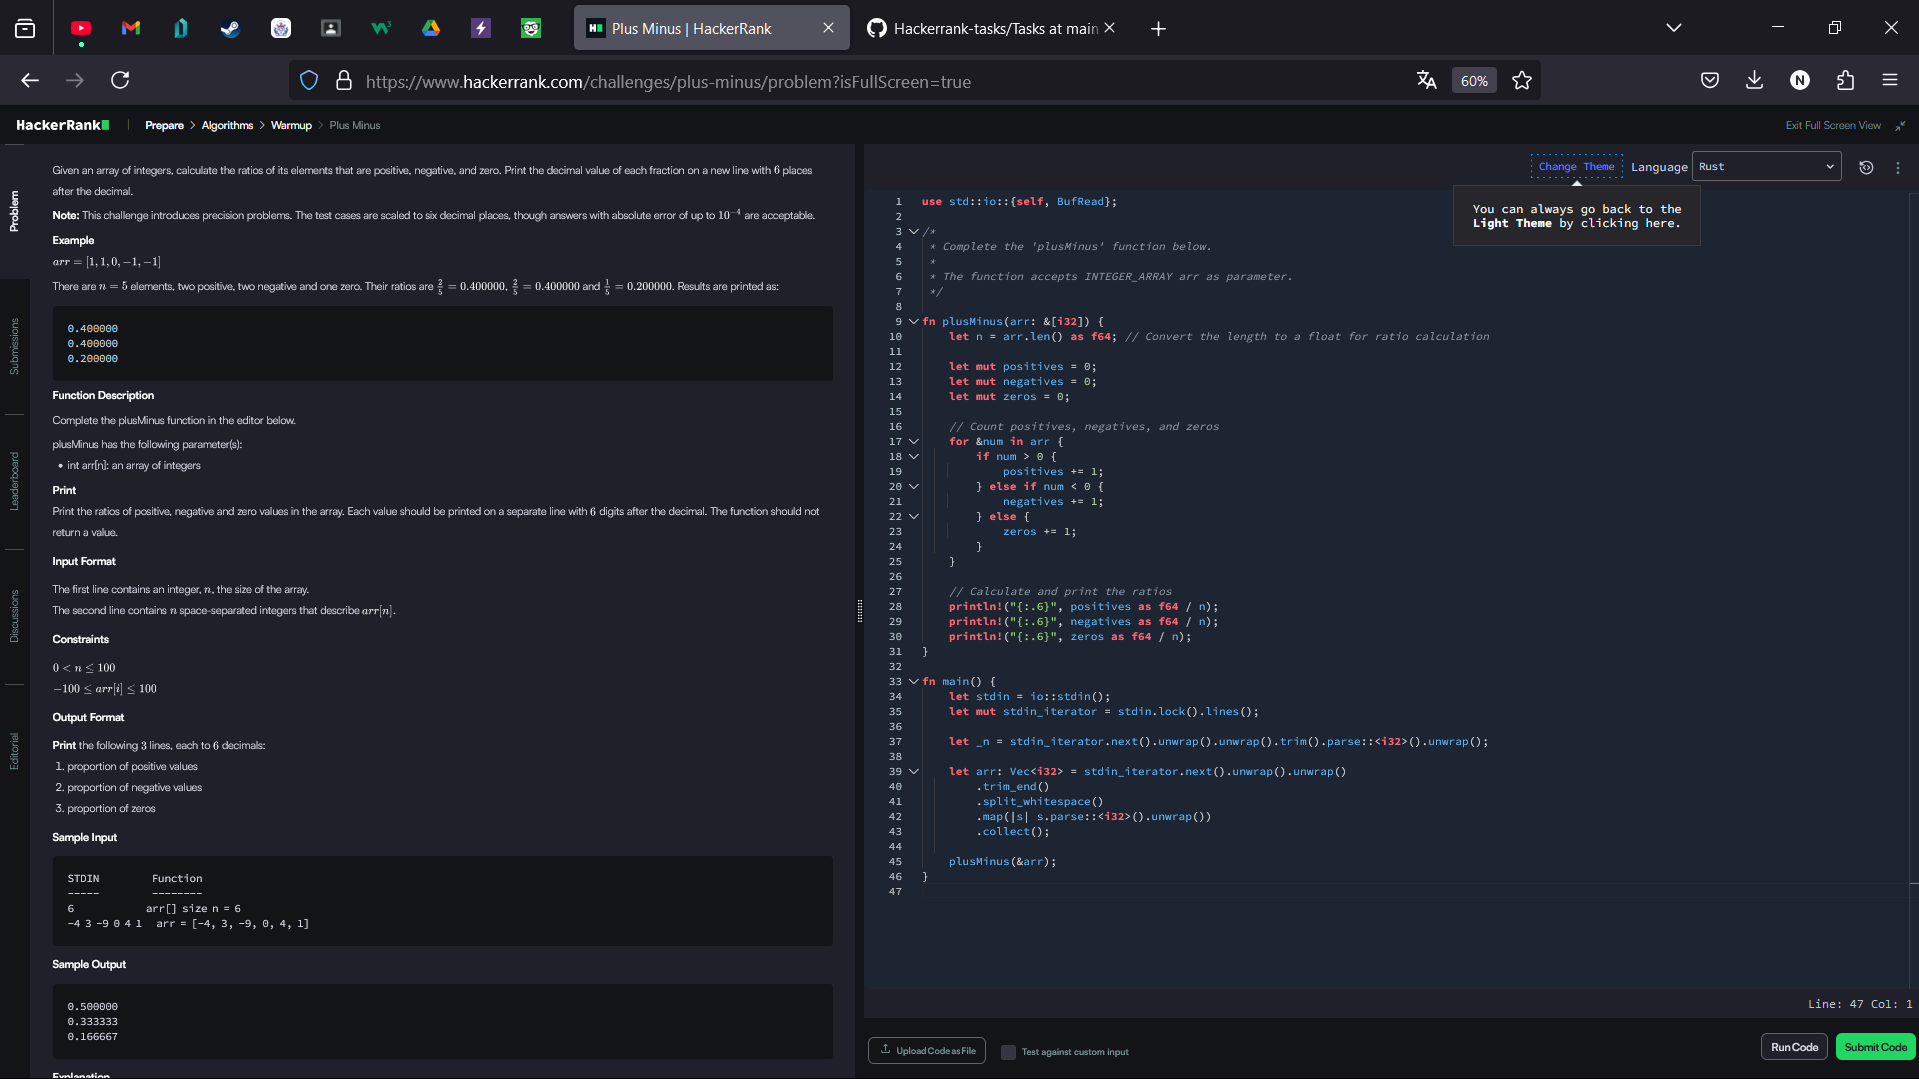 Plus Minus | HackerRank
Hackerrank-tasks/Tasks at main
https://www.hackerrank.com/challenges/plus-minus/problem?isFullScreen=true
60%
N
HackerRank
Prepare > Algorithms > Warmup > Plus Minus
Exit Full Screen View
Problem
Submissions
Leaderboard
Discussions
Editorial
Given an array of integers, calculate the ratios of its elements that are positive, negative, and zero. Print the decimal value of each fraction on a new line with 6 places
after the decimal.
Note: This challenge introduces precision problems. The test cases are scaled to six decimal places, though answers with absolute error of up to 10⁻⁴ are acceptable.
Example
arr = [1, 1, 0, −1, −1]
There are n = 5 elements, two positive, two negative and one zero. Their ratios are 2/5 = 0.400000, 2/5 = 0.400000 and 1/5 = 0.200000. Results are printed as:
0.400000
0.400000
0.200000
Function Description
Complete the plusMinus function in the editor below.
plusMinus has the following parameter(s):
• int arr[n]: an array of integers
Print
Print the ratios of positive, negative and zero values in the array. Each value should be printed on a separate line with 6 digits after the decimal. The function should not
return a value.
Input Format
The first line contains an integer, n, the size of the array.
The second line contains n space-separated integers that describe arr[n].
Constraints
0 < n ≤ 100
−100 ≤ arr[i] ≤ 100
Output Format
Print the following 3 lines, each to 6 decimals:
1. proportion of positive values
2. proportion of negative values
3. proportion of zeros
Sample Input
STDIN Function
----- --------
6 arr[] size n = 6
-4 3 -9 0 4 1 arr = [-4, 3, -9, 0, 4, 1]
Sample Output
0.500000
0.333333
0.166667
Explanation
Change Theme Language Rust
You can always go back to the
Light Theme by clicking here.
1 use std::io::{self, BufRead};
2
3 /*
4 * Complete the 'plusMinus' function below.
5 *
6 * The function accepts INTEGER_ARRAY arr as parameter.
7 */
8
9 fn plusMinus(arr: &[i32]) {
10 let n = arr.len() as f64; // Convert the length to a float for ratio calculation
11
12 let mut positives = 0;
13 let mut negatives = 0;
14 let mut zeros = 0;
15
16 // Count positives, negatives, and zeros
17 for &num in arr {
18 if num > 0 {
19 positives += 1;
20 } else if num < 0 {
21 negatives += 1;
22 } else {
23 zeros += 1;
24 }
25 }
26
27 // Calculate and print the ratios
28 println!("{:.6}", positives as f64 / n);
29 println!("{:.6}", negatives as f64 / n);
30 println!("{:.6}", zeros as f64 / n);
31 }
32
33 fn main() {
34 let stdin = io::stdin();
35 let mut stdin_iterator = stdin.lock().lines();
36
37 let _n = stdin_iterator.next().unwrap().unwrap().trim().parse::<i32>().unwrap();
38
39 let arr: Vec<i32> = stdin_iterator.next().unwrap().unwrap()
40 .trim_end()
41 .split_whitespace()
42 .map(|s| s.parse::<i32>().unwrap())
43 .collect();
44
45 plusMinus(&arr);
46 }
47
Line: 47 Col: 1
Upload Code as File
Test against custom input
Run Code
Submit Code